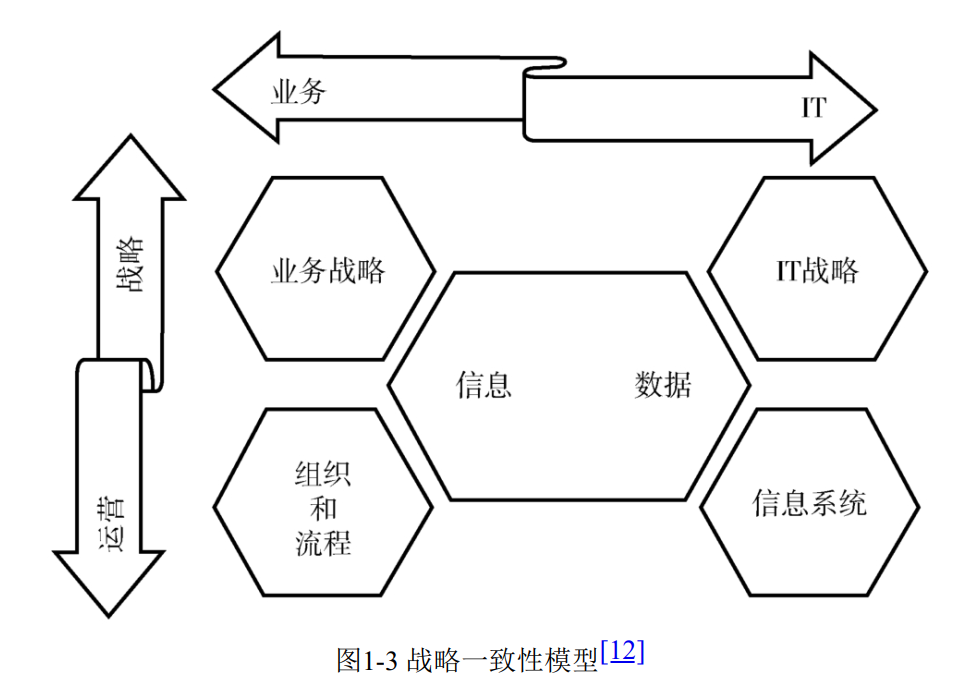 业务
IT
战略
运营
业务战略
IT战略
信息
数据
组织
和
流程
信息系统
图1-3 战略一致性模型[12]